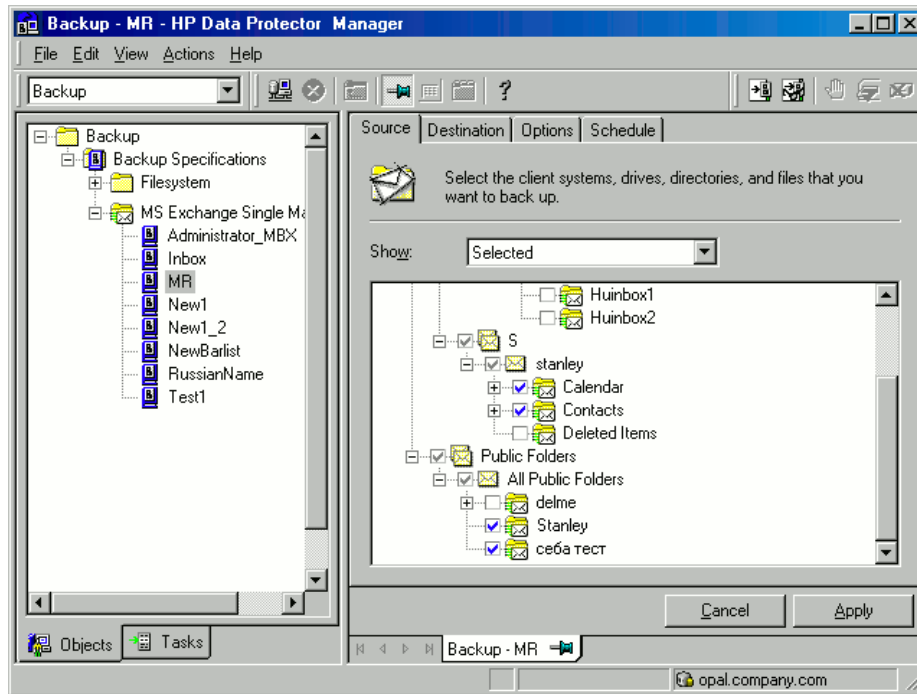 Backup - MR - HP Data Protector Manager
File Edit View Actions Help
Backup
Backup
Backup Specifications
Filesystem
MS Exchange Single Ma
Administrator_MBX
Inbox
MR
New1
New1_2
NewBarlist
RussianName
Test1
Objects
Tasks
Source Destination Options Schedule
Select the client systems, drives, directories, and files that you
want to back up.
Show: Selected
Huinbox1
Huinbox2
S
stanley
Calendar
Contacts
Deleted Items
Public Folders
All Public Folders
delme
Stanley
себа тест
Cancel Apply
Backup - MR
opal.company.com